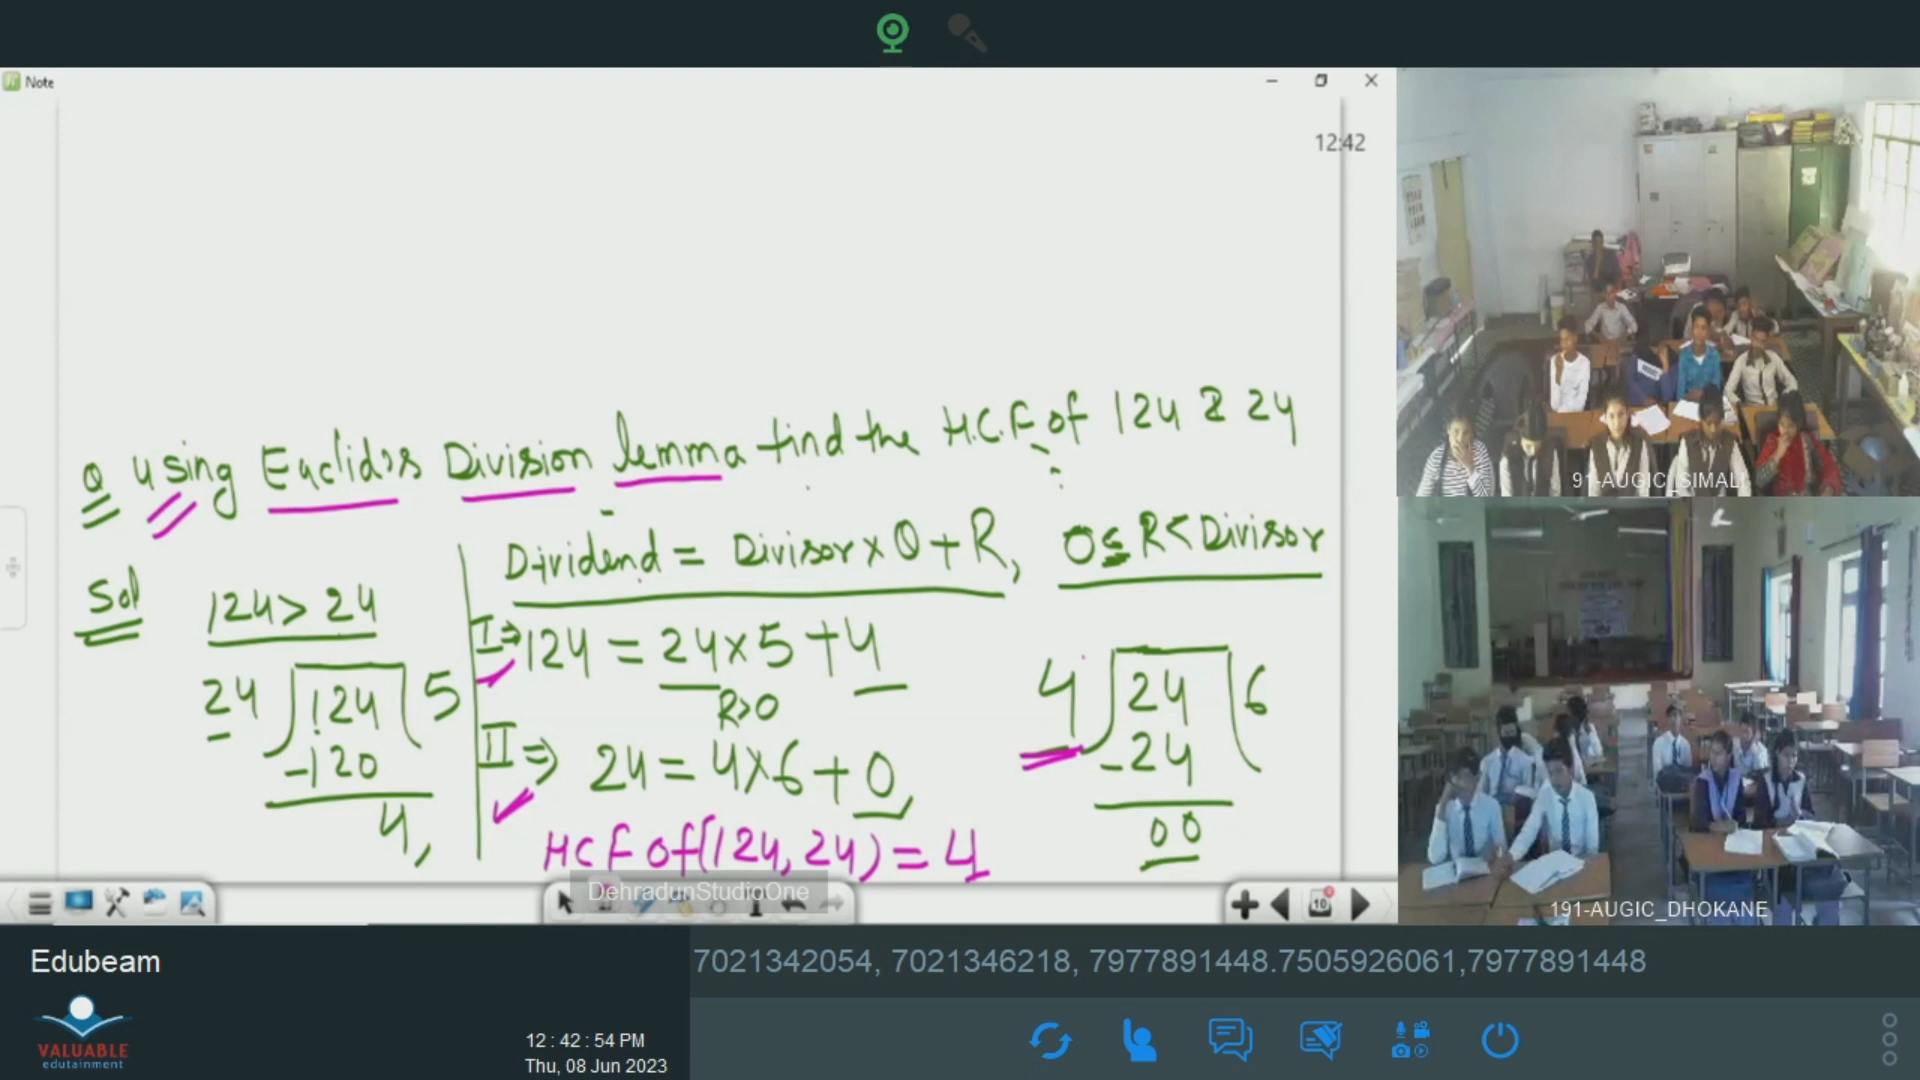 Note
12:42
Q Using Euclid's Division lemma find the H.C.F of 124 & 24
Sol
124 > 24
24 124 5
-120
4,
Dividend = Divisor × Q + R, 0 ≤ R < Divisor
I ⇒ 124 = 24 × 5 + 4
R>0
II ⇒ 24 = 4 × 6 + 0,
HCF of (124, 24) = 4
4 24 6
-24
00
DehradunStudioOne
10
91-AUGIC_SIMALI
191-AUGIC_DHOKANE
Edubeam
7021342054, 7021346218, 7977891448.7505926061,7977891448
VALUABLE
edutainment
12 : 42 : 54 PM
Thu, 08 Jun 2023